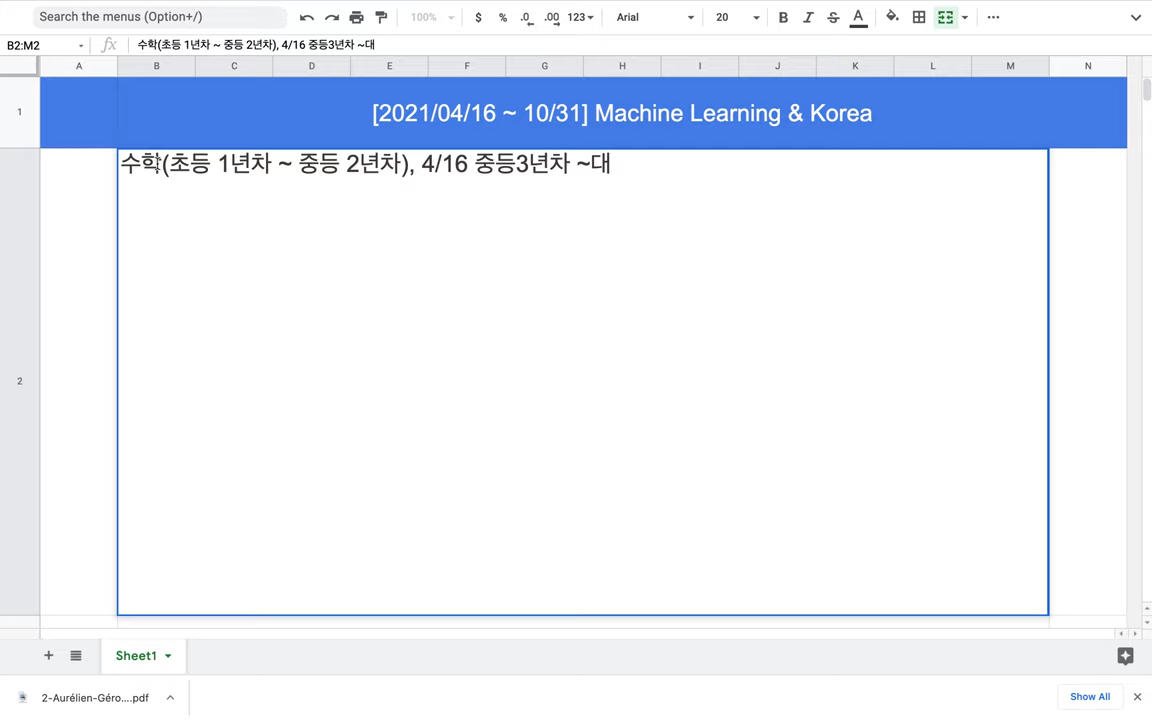 Search the menus (Option+/) 100% $ % .0 .00 123 Arial 20 B I S A
B2:M2 fx 수학(초등 1년차 ~ 중등 2년차), 4/16 중등3년차 ~대
A B C D E F G H I J K L M N
1 [2021/04/16 ~ 10/31] Machine Learning & Korea
수학(초등 1년차 ~ 중등 2년차), 4/16 중등3년차 ~대
2
Sheet1
2-Aurélien-Géro....pdf Show All